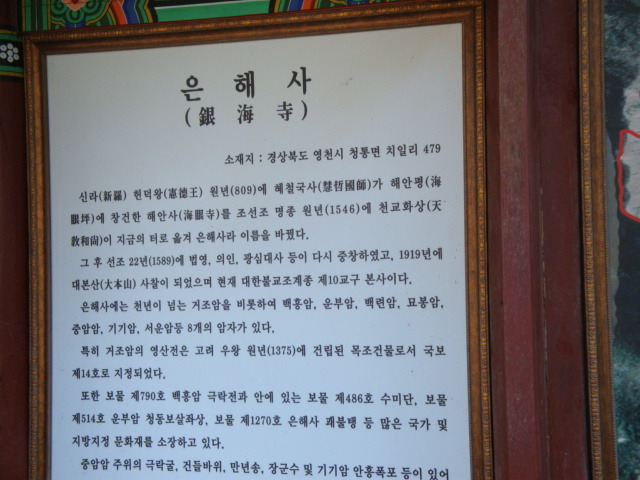 은 해 사
(銀 海 寺)
소재지 : 경상북도 영천시 청통면 치일리 479
신라(新羅) 헌덕왕(憲德王) 원년(809)에 혜철국사(慧哲國師)가 해안평(海
眼坪)에 창건한 해안사(海眼寺)를 조선조 명종 원년(1546)에 천교화상(天
敎和尙)이 지금의 터로 옮겨 은해사라 이름을 바꿨다.
그 후 선조 22년(1589)에 법영, 의인, 광심대사 등이 다시 중창하였고, 1919년에
대본산(大本山) 사찰이 되었으며 현재 대한불교조계종 제10교구 본사이다.
은해사에는 천년이 넘는 거조암을 비롯하여 백흥암, 운부암, 백련암, 묘봉암,
중암암, 기기암, 서운암등 8개의 암자가 있다.
특히 거조암의 영산전은 고려 우왕 원년(1375)에 건립된 목조건물로서 국보
제14호로 지정되었다.
또한 보물 제790호 백흥암 극락전과 안에 있는 보물 제486호 수미단, 보물
제514호 운부암 청동보살좌상, 보물 제1270호 은해사 괘불탱 등 많은 국가 및
지방지정 문화재를 소장하고 있다.
중암암 주위의 극락굴, 건들바위, 만년송, 장군수 및 기기암 안흥폭포 등이 있어